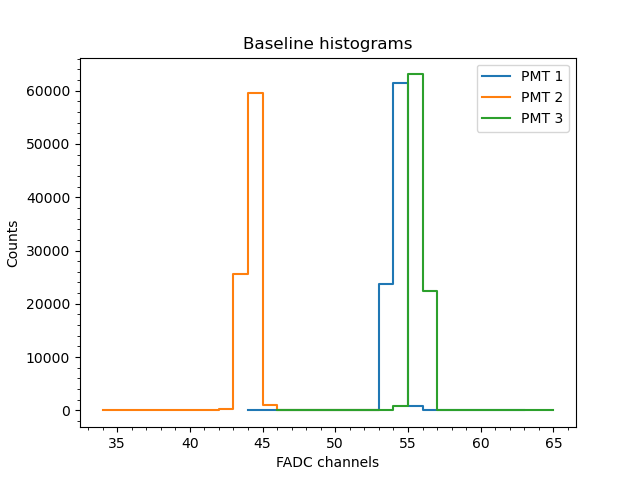 Baseline histograms
PMT 1
PMT 2
PMT 3
60000
50000
40000
30000
20000
10000
0
Counts
35 40 45 50 55 60 65
FADC channels